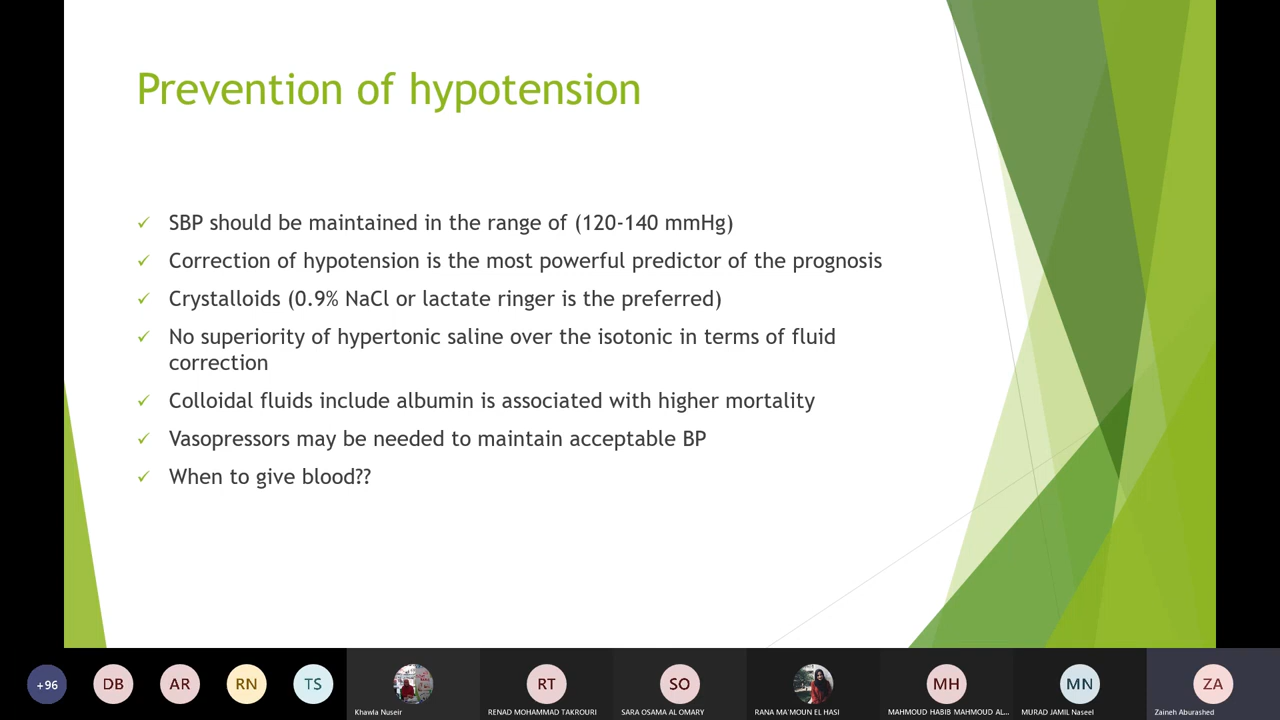 Prevention of hypotension
✓ SBP should be maintained in the range of (120-140 mmHg)
✓ Correction of hypotension is the most powerful predictor of the prognosis
✓ Crystalloids (0.9% NaCl or lactate ringer is the preferred)
✓ No superiority of hypertonic saline over the isotonic in terms of fluid
correction
✓ Colloidal fluids include albumin is associated with higher mortality
✓ Vasopressors may be needed to maintain acceptable BP
✓ When to give blood??
+96 DB AR RN TS RT SO MH MN ZA
Khawla Nuseir RENAD MOHAMMAD TAKROURI SARA OSAMA AL OMARY RANA MA'MOUN EL HASI MAHMOUD HABIB MAHMOUD AL... MURAD JAMIL Naseel Zaineh Aburashed